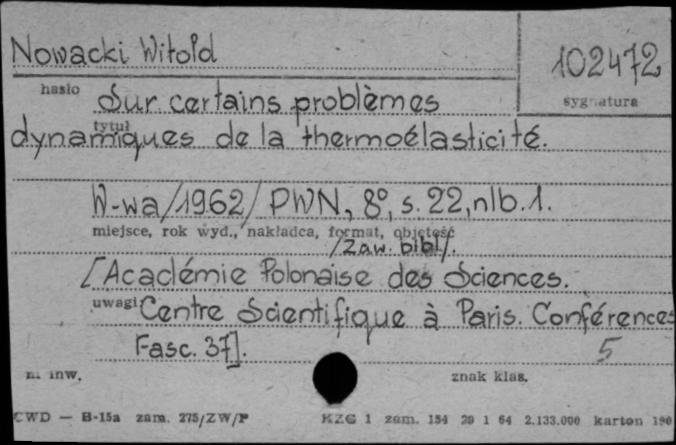 Nowacki Witold
102472
hasło
sygnatura
Sur certains problèmes
tytuł
dynamiques de la thermoélasticité.
W-wa /1962/ PWN, 8°, s. 22, nlb. 1.
miejsce, rok wyd., nakładca, format, objętość
/zaw. bibl/.
[Académie Polonaise des Sciences.
uwagi
Centre Scientifique à Paris. Conférences
Fasc. 37].
5
nr inw.
znak klas.
CWD — B-15a zam. 275/ZW/P
KZG 1 zam. 154 29 1 64 2.133.000 karton 190